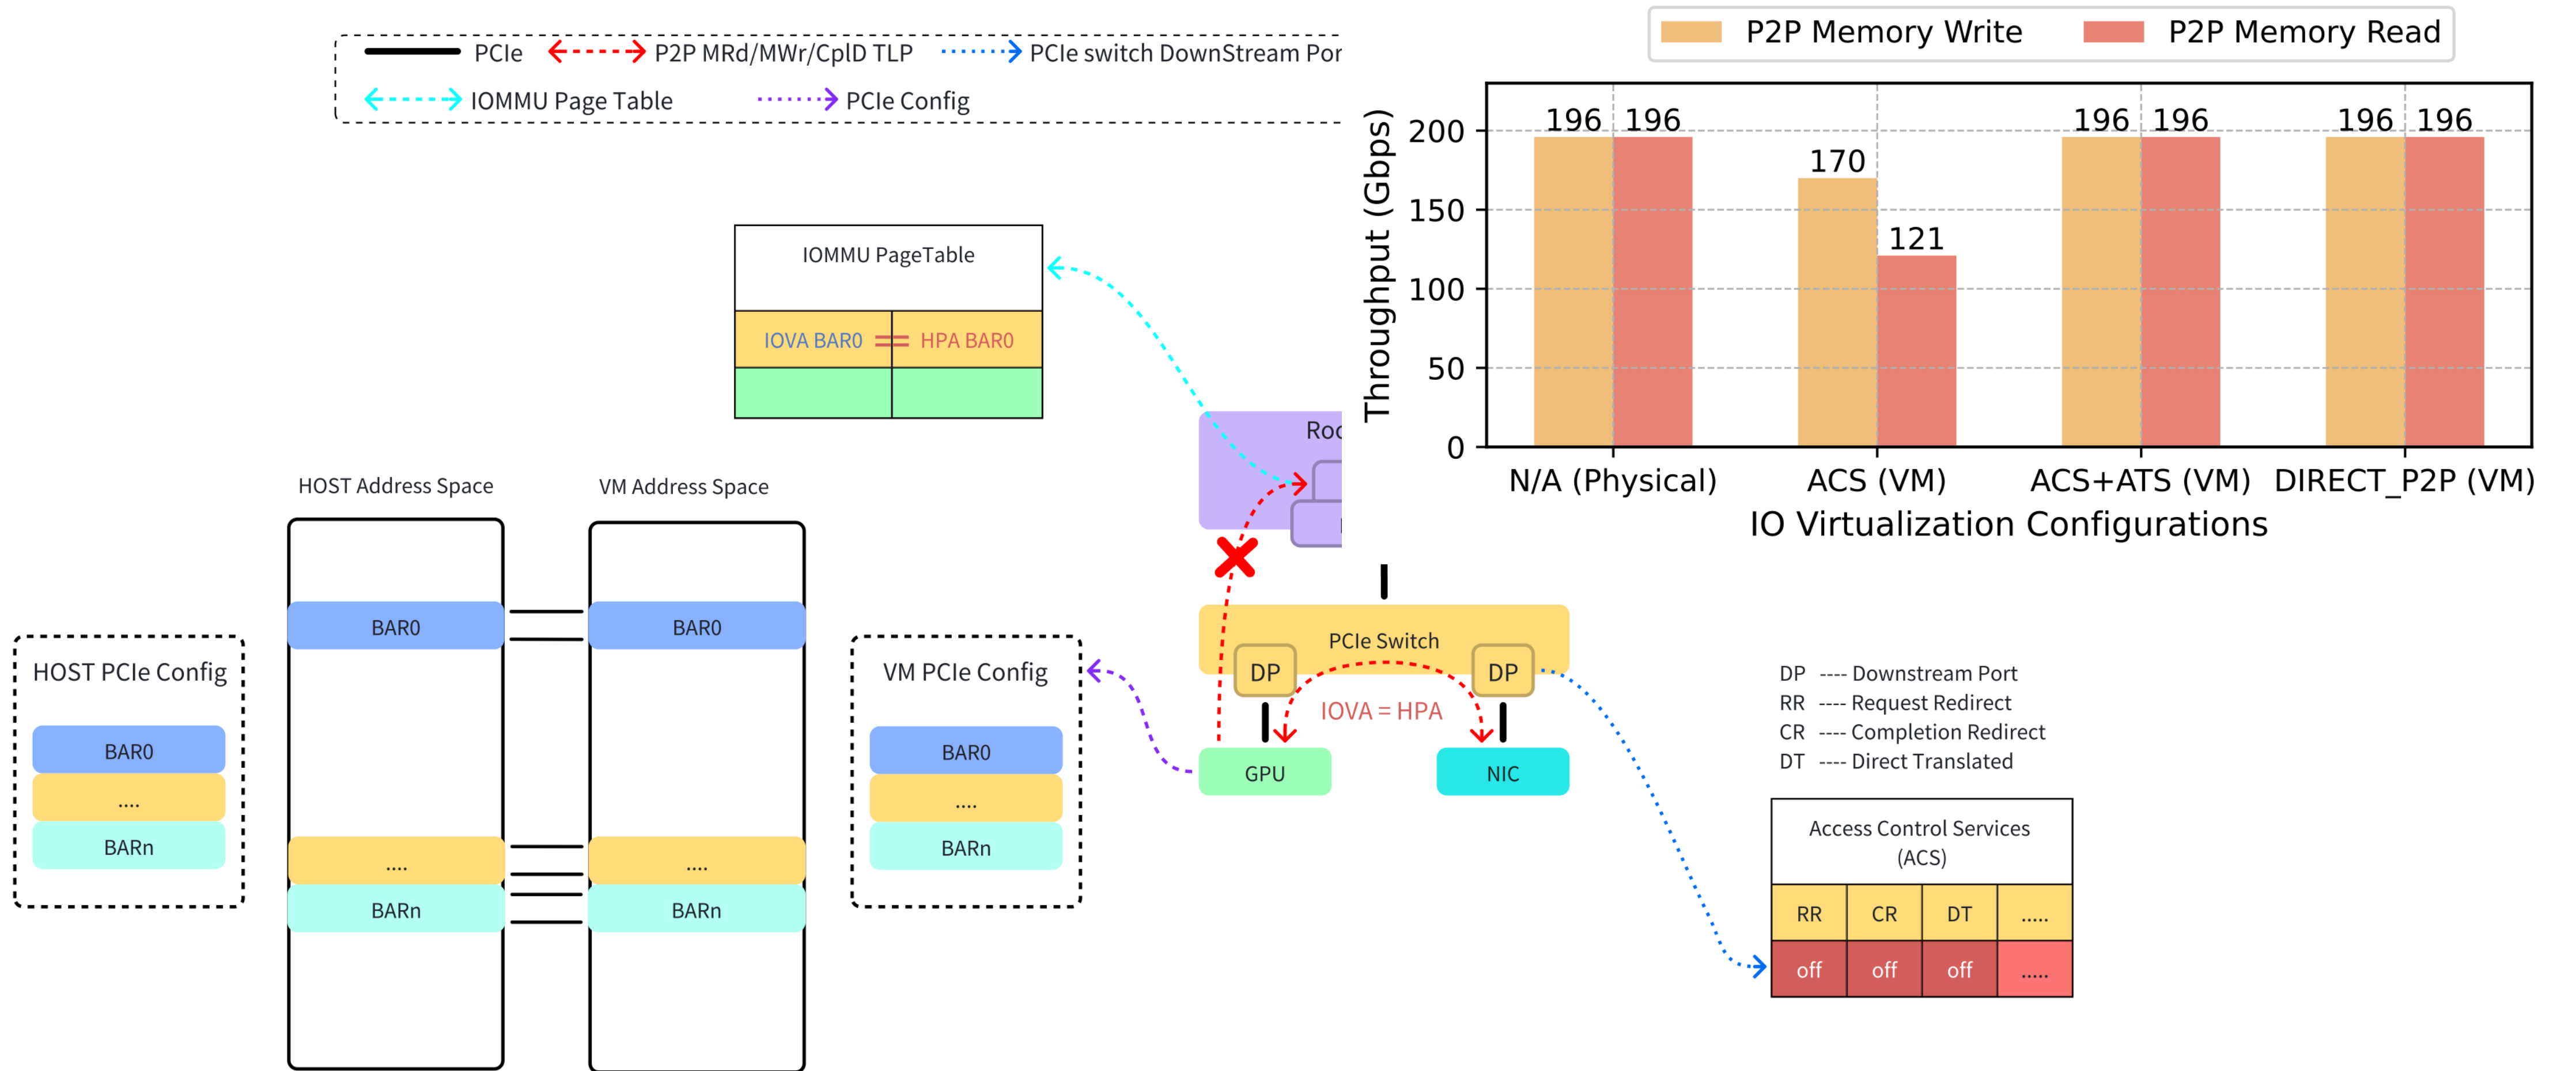 PCIe
P2P MRd/MWr/CplD TLP
PCIe switch DownStream Por
IOMMU Page Table
PCIe Config
IOMMU PageTable
IOVA BAR0
HPA BAR0
HOST Address Space
VM Address Space
BAR0
BAR0
....
....
BARn
BARn
HOST PCIe Config
BAR0
....
BARn
VM PCIe Config
BAR0
....
BARn
Roo
PCIe Switch
DP
DP
IOVA = HPA
GPU
NIC
P2P Memory Write
P2P Memory Read
Throughput (Gbps)
200
150
100
50
0
196
196
170
121
196
196
196
196
N/A (Physical)
ACS (VM)
ACS+ATS (VM)
DIRECT_P2P (VM)
IO Virtualization Configurations
DP ---- Downstream Port
RR ---- Request Redirect
CR ---- Completion Redirect
DT ---- Direct Translated
Access Control Services
(ACS)
RR CR DT .....
off off off .....